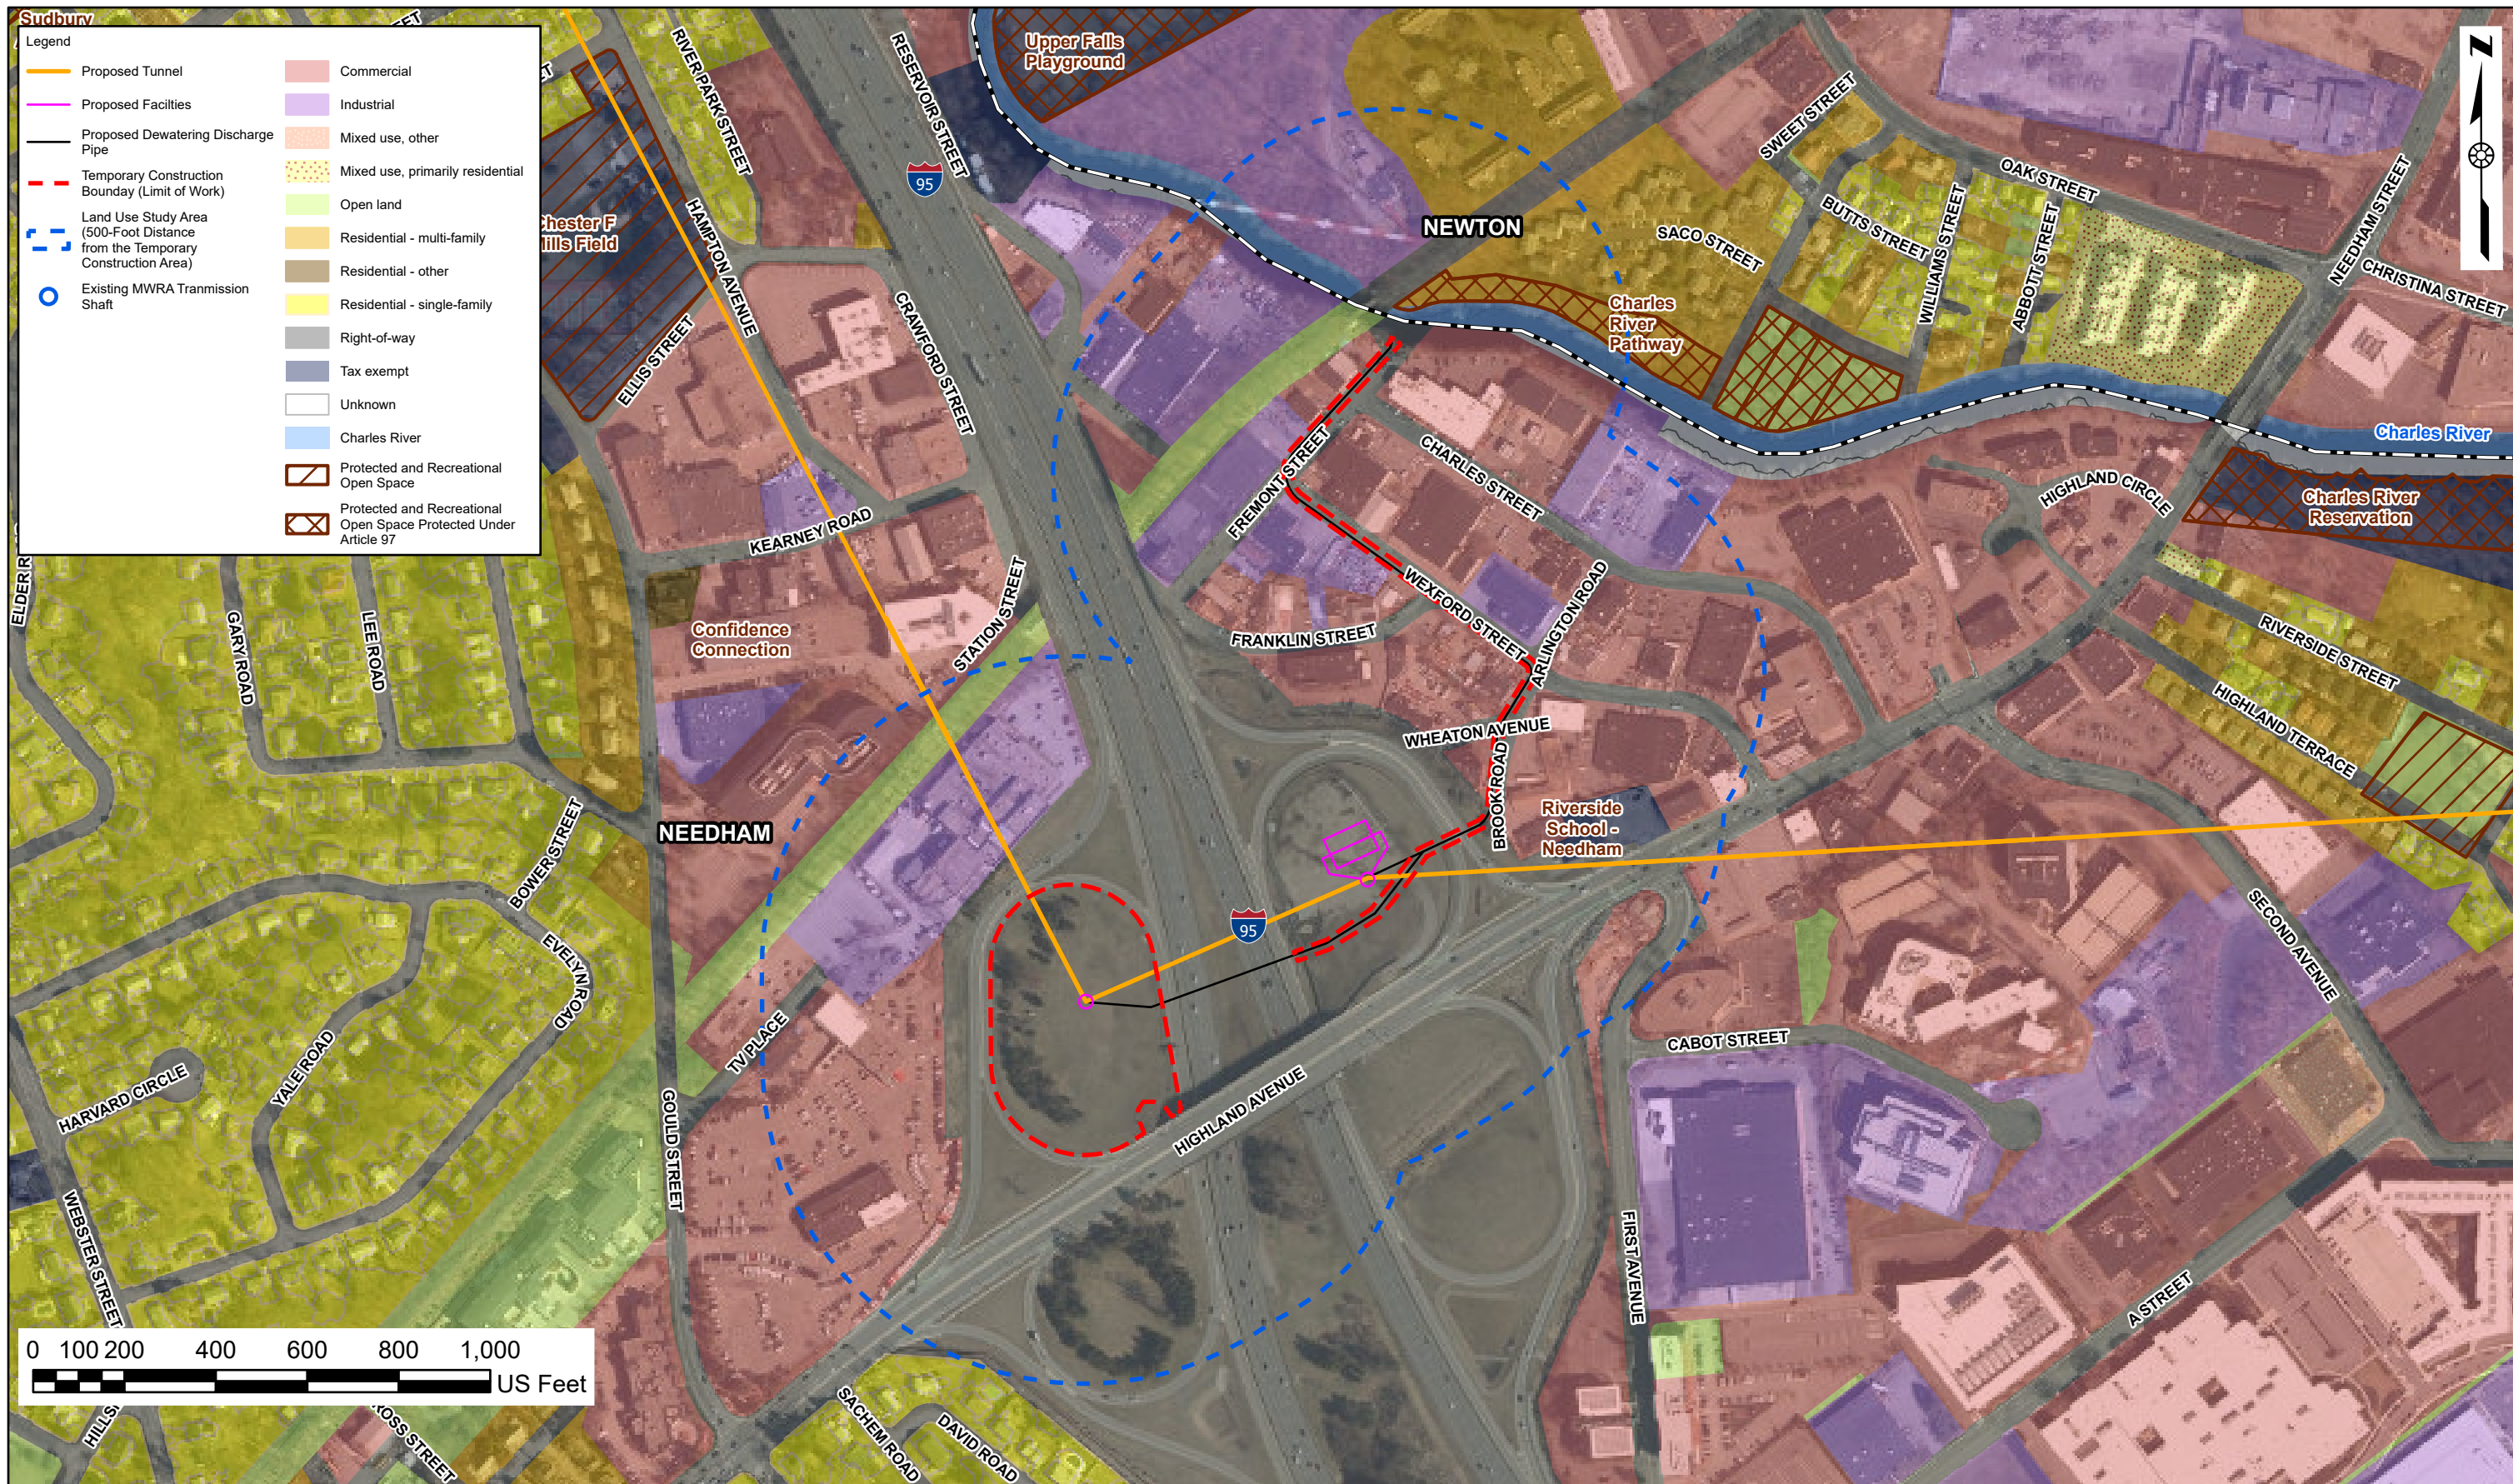 Sudbury
Legend
Proposed Tunnel
Proposed Facilties
Proposed Dewatering Discharge
Pipe
Temporary Construction
Bounday (Limit of Work)
Land Use Study Area
(500-Foot Distance
from the Temporary
Construction Area)
Existing MWRA Tranmission
Shaft
Commercial
Industrial
Mixed use, other
Mixed use, primarily residential
Open land
Residential - multi-family
Residential - other
Residential - single-family
Right-of-way
Tax exempt
Unknown
Charles River
Protected and Recreational
Open Space
Protected and Recreational
Open Space Protected Under
Article 97
RIVER PARK STREET
RESERVOIR STREET
Upper Falls
Playground
95
Chester F
Mills Field
HAMPTON AVENUE
NEWTON
SWEET STREET
OAK STREET
BUTTS STREET
SACO STREET
WILLIAMS STREET
ABBOTT STREET
NEEDHAM STREET
CHRISTINA STREET
N
Charles
River
Pathway
ELLIS STREET
CRAWFORD STREET
Charles River
CHARLES STREET
FREMONT STREET
HIGHLAND CIRCLE
Charles River
Reservation
KEARNEY ROAD
STATION STREET
WEXFORD STREET
ARLINGTON ROAD
FRANKLIN STREET
Confidence
Connection
GARY ROAD
LEE ROAD
RIVERSIDE STREET
HIGHLAND TERRACE
WHEATON AVENUE
BROOK ROAD
Riverside
School -
Needham
NEEDHAM
BOWER STREET
95
EVELYN ROAD
SECOND AVENUE
TV PLACE
CABOT STREET
HARVARD CIRCLE
YALE ROAD
GOULD STREET
HIGHLAND AVENUE
WEBSTER STREET
FIRST AVENUE
A STREET
0 100 200 400 600 800 1,000
US Feet
SACHEM ROAD
DAVID ROAD